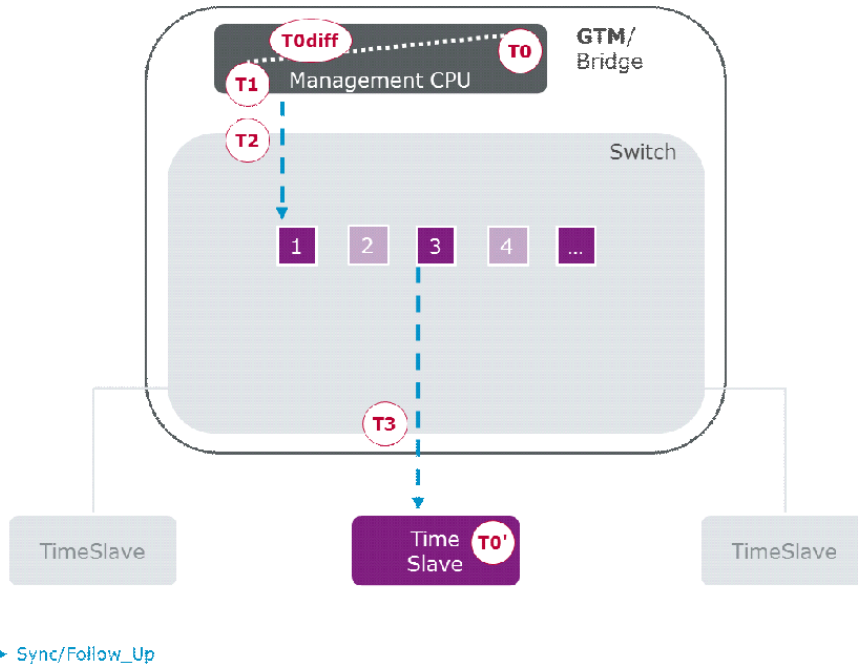 T0diff
T0
GTM/
Bridge
T1
Management CPU
T2
Switch
1
2
3
4
...
T3
TimeSlave
Time
Slave
T0'
TimeSlave
Sync/Follow_Up